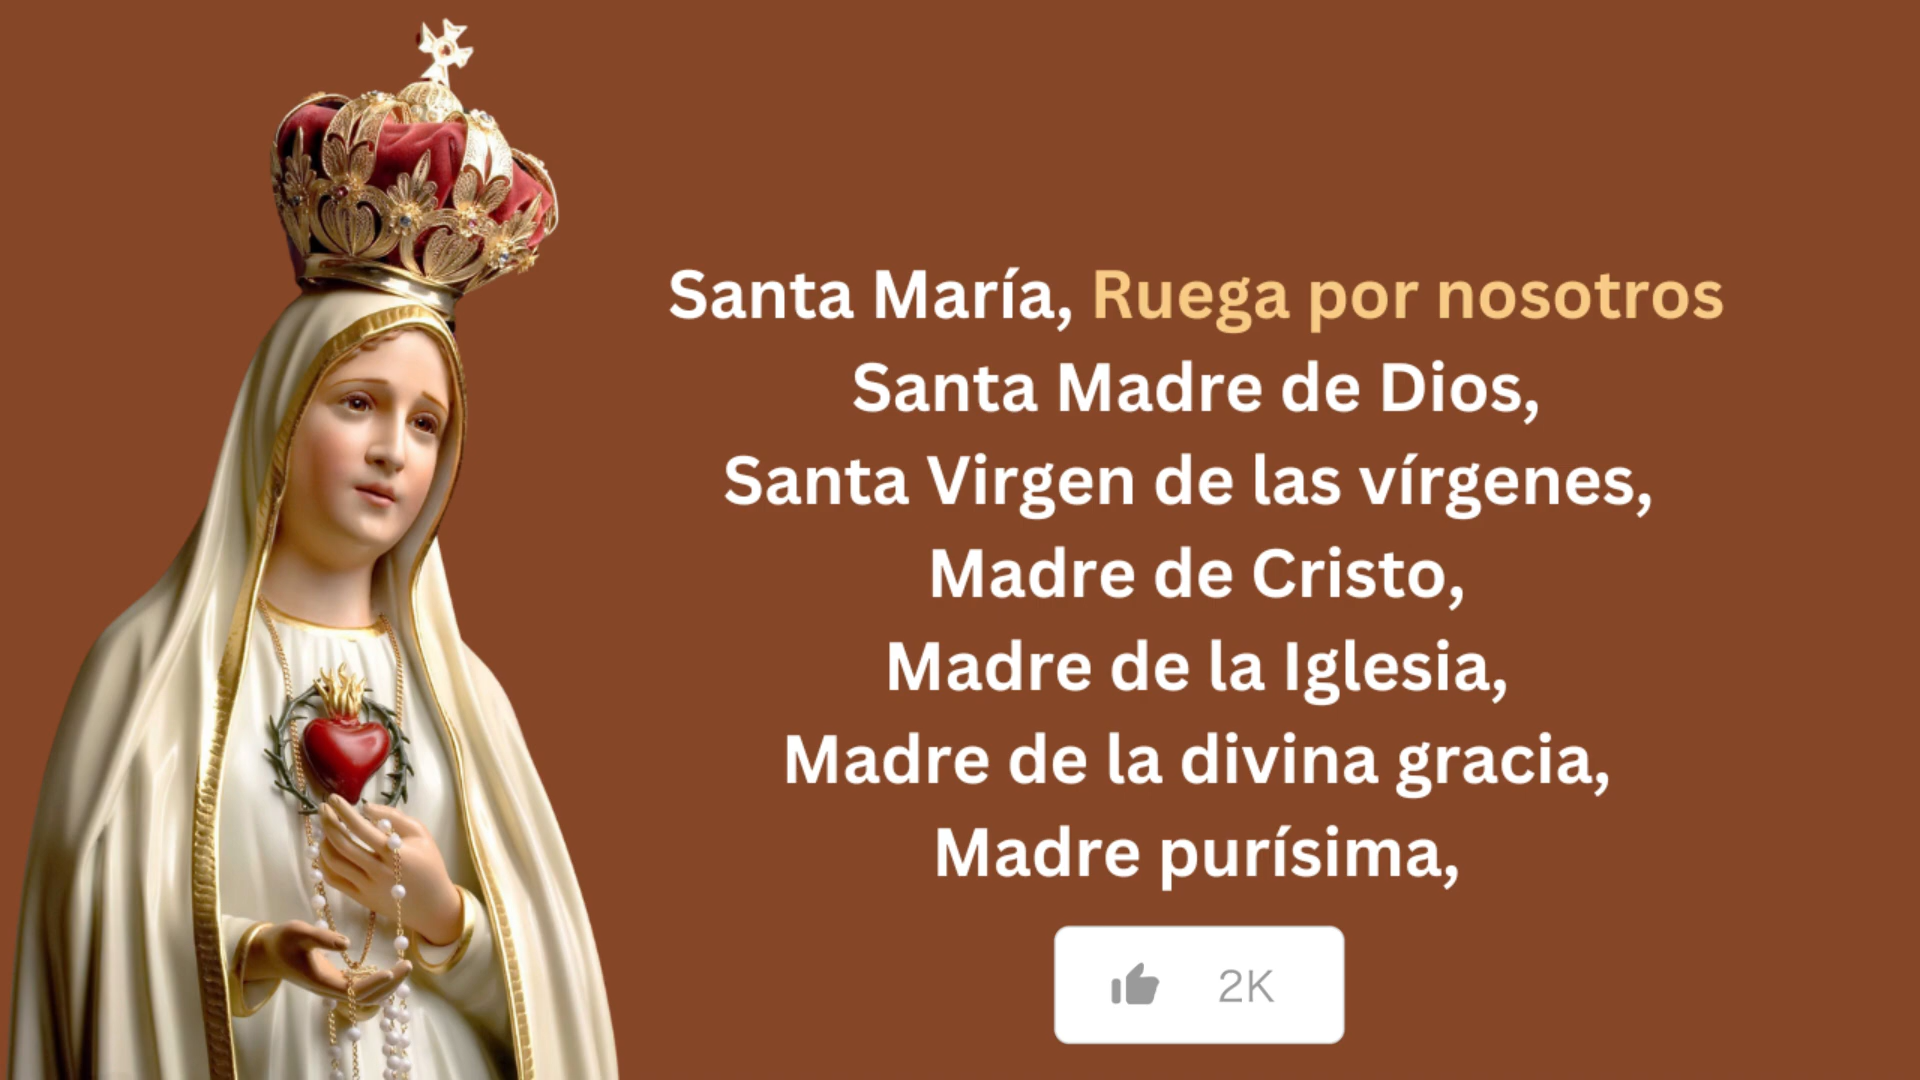 Santa María, Ruega por nosotros
Santa Madre de Dios,
Santa Virgen de las vírgenes,
Madre de Cristo,
Madre de la Iglesia,
Madre de la divina gracia,
Madre purísima,
2K